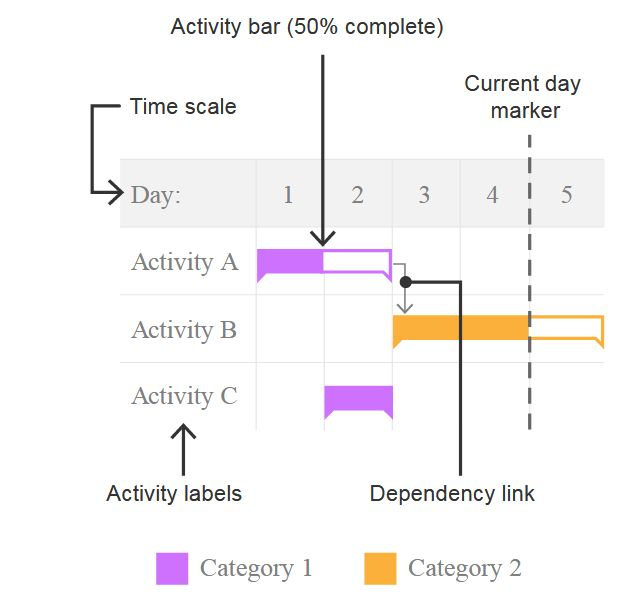 Activity bar (50% complete)
Current day
marker
Time scale
Day: 1 2 3 4 5
Activity A
Activity B
Activity C
Activity labels
Dependency link
Category 1
Category 2